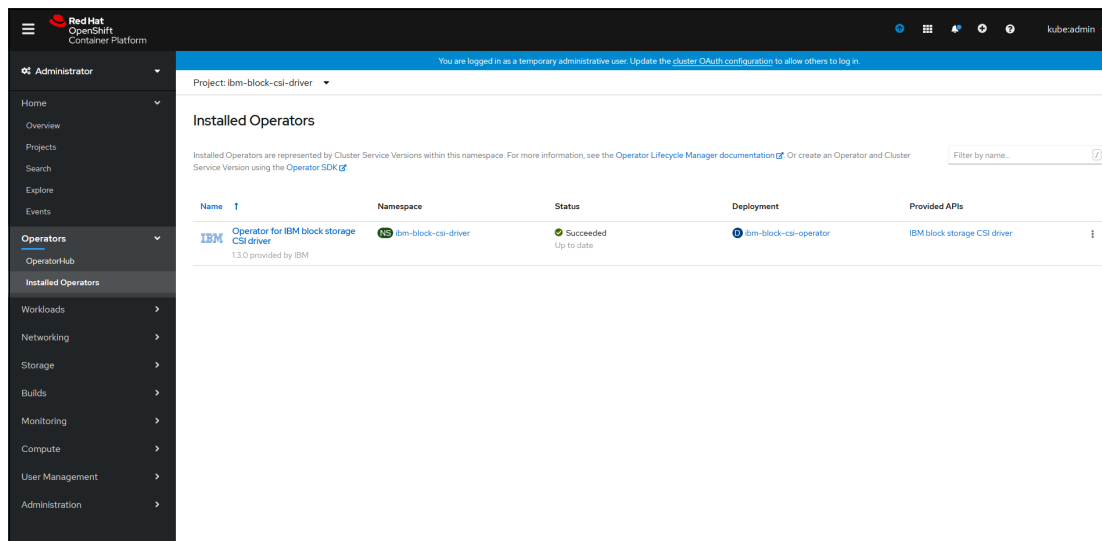 Red Hat
OpenShift
Container Platform
kube:admin
Administrator
You are logged in as a temporary administrative user. Update the cluster OAuth configuration to allow others to log in.
Project: ibm-block-csi-driver
Home
Overview
Projects
Search
Explore
Events
Operators
OperatorHub
Installed Operators
Workloads
Networking
Storage
Builds
Monitoring
Compute
User Management
Administration
Installed Operators
Installed Operators are represented by Cluster Service Versions within this namespace. For more information, see the Operator Lifecycle Manager documentation. Or create an Operator and Cluster
Service Version using the Operator SDK.
Filter by name...
/
Name Namespace Status Deployment Provided APIs
IBM
Operator for IBM block storage
CSI driver
1.3.0 provided by IBM
NS ibm-block-csi-driver
Succeeded
Up to date
D ibm-block-csi-operator
IBM block storage CSI driver